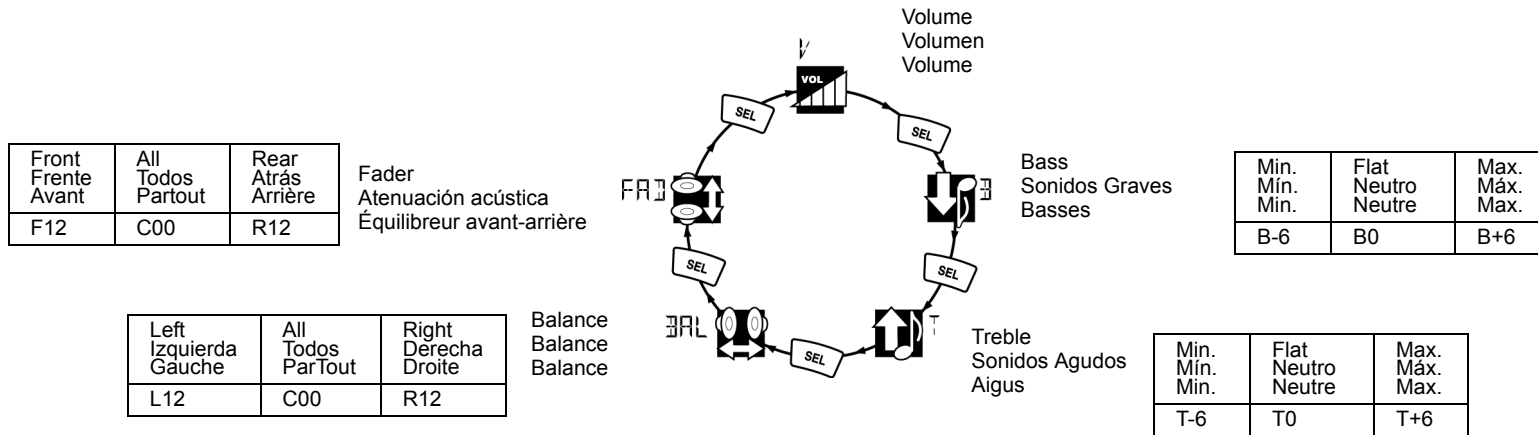 Volume
Volumen
Volume
V
VOL
SEL
SEL
Front All Rear
Frente Todos Atrás
Avant Partout Arrière
F12 C00 R12
Fader
Atenuación acústica
Équilibreur avant-arrière
FAD
B
Bass
Sonidos Graves
Basses
Min. Flat Max.
Mín. Neutro Máx.
Min. Neutre Max.
B-6 B0 B+6
SEL
SEL
Left All Right
Izquierda Todos Derecha
Gauche ParTout Droite
L12 C00 R12
Balance
Balance
Balance
BAL
SEL
T
Treble
Sonidos Agudos
Aigus
Min. Flat Max.
Mín. Neutro Máx.
Min. Neutre Max.
T-6 T0 T+6